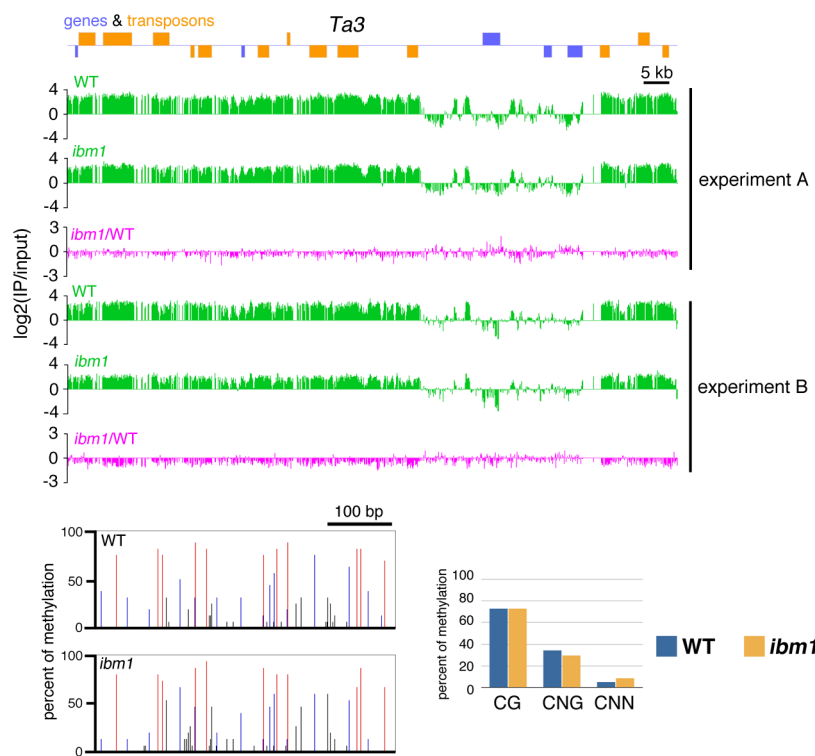 genes & transposons
Ta3
5 kb
WT
4
0
-4
ibm1
4
0
-4
experiment A
ibm1/WT
3
0
-3
log2(IP/input)
WT
4
0
-4
ibm1
4
0
-4
experiment B
ibm1/WT
3
0
-3
100 bp
100
50
0
WT
percent of methylation
100
50
0
ibm1
percent of methylation
100
80
60
40
20
0
percent of methylation
CG CNG CNN
WT ibm1